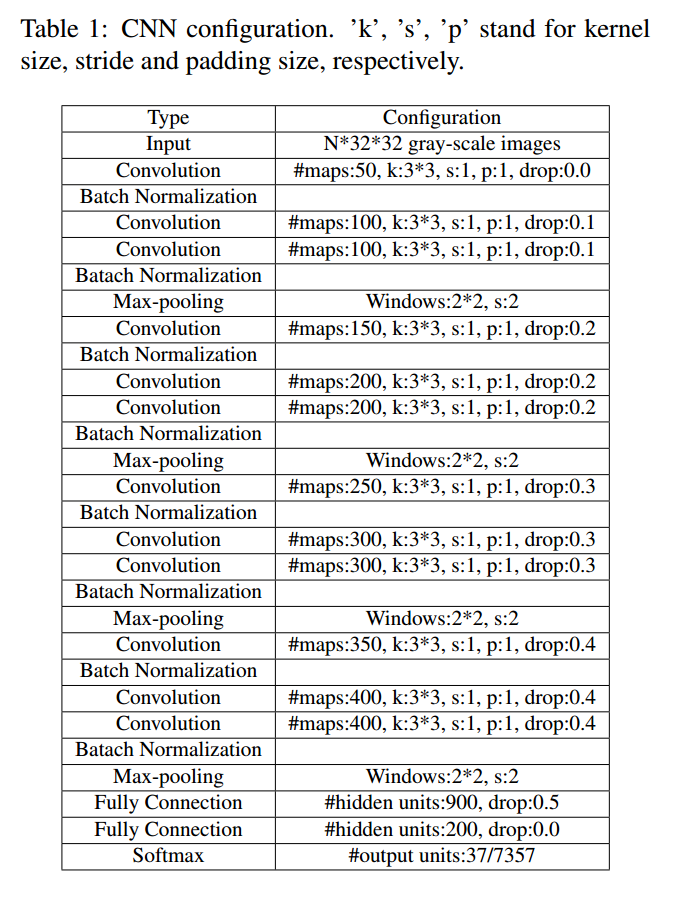 Table 1: CNN configuration. ’k’, ’s’, ’p’ stand for kernel
size, stride and padding size, respectively.
Type Configuration
Input N*32*32 gray-scale images
Convolution #maps:50, k:3*3, s:1, p:1, drop:0.0
Batch Normalization
Convolution #maps:100, k:3*3, s:1, p:1, drop:0.1
Convolution #maps:100, k:3*3, s:1, p:1, drop:0.1
Batach Normalization
Max-pooling Windows:2*2, s:2
Convolution #maps:150, k:3*3, s:1, p:1, drop:0.2
Batch Normalization
Convolution #maps:200, k:3*3, s:1, p:1, drop:0.2
Convolution #maps:200, k:3*3, s:1, p:1, drop:0.2
Batach Normalization
Max-pooling Windows:2*2, s:2
Convolution #maps:250, k:3*3, s:1, p:1, drop:0.3
Batch Normalization
Convolution #maps:300, k:3*3, s:1, p:1, drop:0.3
Convolution #maps:300, k:3*3, s:1, p:1, drop:0.3
Batach Normalization
Max-pooling Windows:2*2, s:2
Convolution #maps:350, k:3*3, s:1, p:1, drop:0.4
Batch Normalization
Convolution #maps:400, k:3*3, s:1, p:1, drop:0.4
Convolution #maps:400, k:3*3, s:1, p:1, drop:0.4
Batach Normalization
Max-pooling Windows:2*2, s:2
Fully Connection #hidden units:900, drop:0.5
Fully Connection #hidden units:200, drop:0.0
Softmax #output units:37/7357